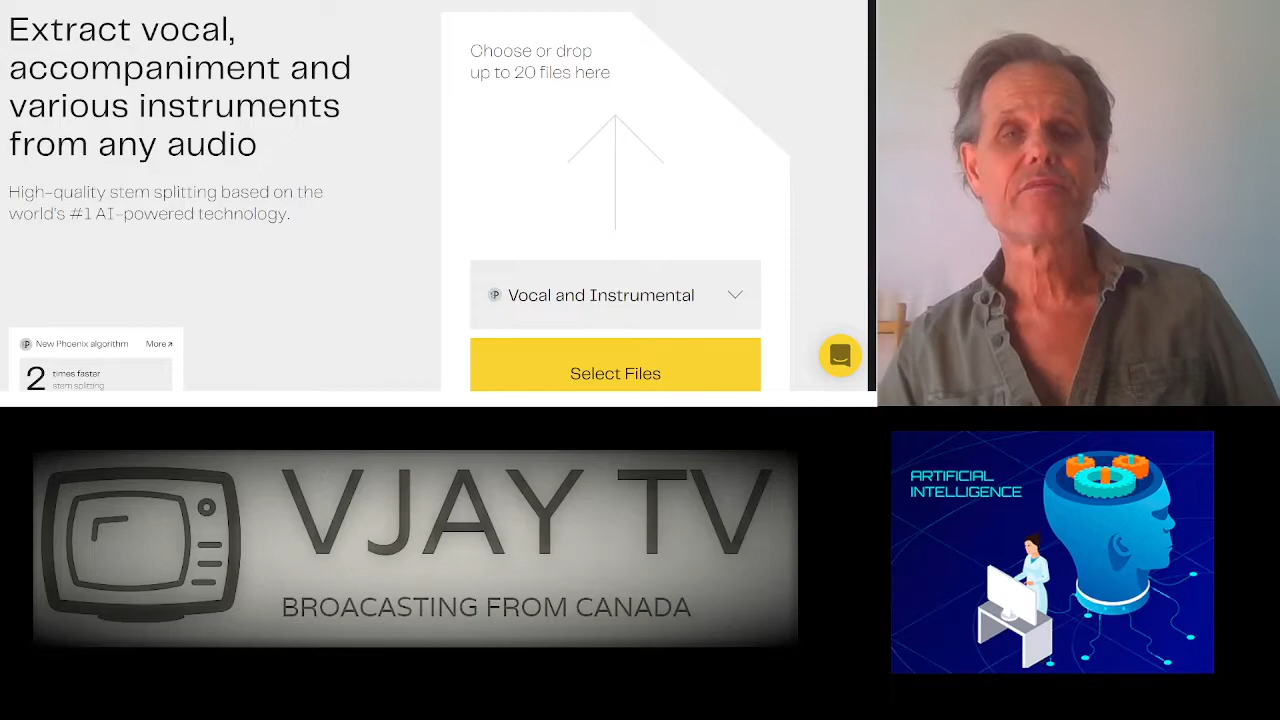 Extract vocal,
accompaniment and
various instruments
from any audio
High-quality stem splitting based on the
world's #1 AI-powered technology.
New Phoenix algorithm More
2 times faster
stem splitting
Choose or drop
up to 20 files here
Vocal and Instrumental
Select Files
VJAY TV
BROACASTING FROM CANADA
ARTIFICIAL
INTELLIGENCE